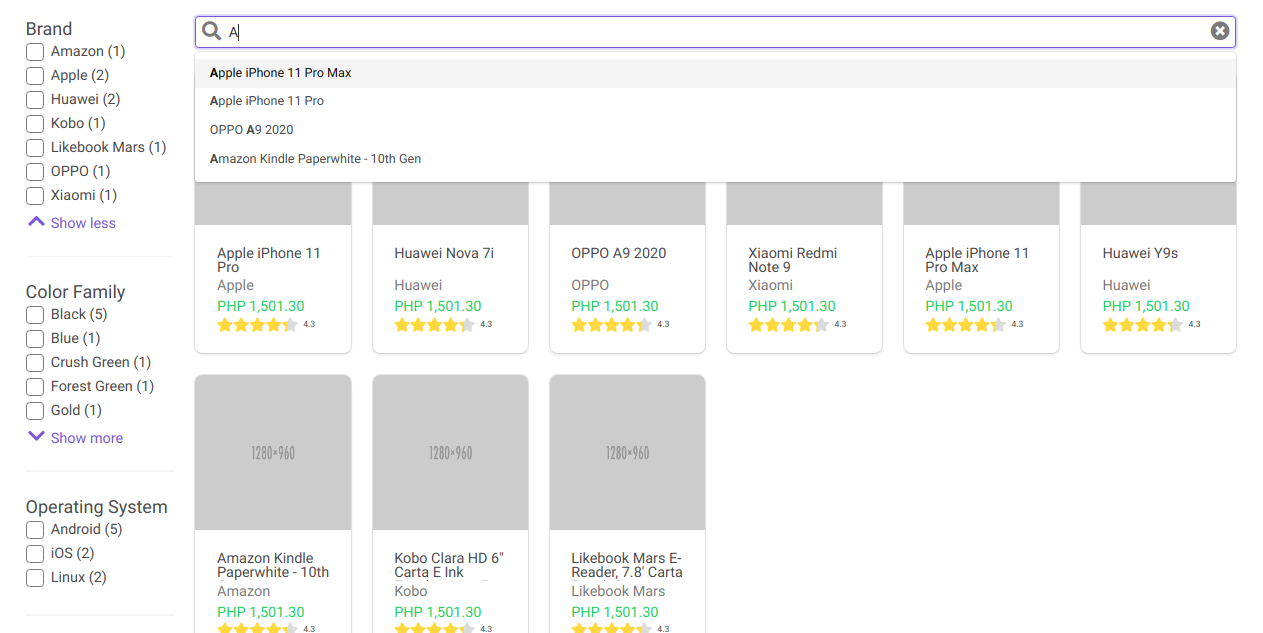 Brand
Amazon (1)
Apple (2)
Huawei (2)
Kobo (1)
Likebook Mars (1)
OPPO (1)
Xiaomi (1)
Show less
Color Family
Black (5)
Blue (1)
Crush Green (1)
Forest Green (1)
Gold (1)
Show more
Operating System
Android (5)
iOS (2)
Linux (2)
A
Apple iPhone 11 Pro Max
Apple iPhone 11 Pro
OPPO A9 2020
Amazon Kindle Paperwhite - 10th Gen
Apple iPhone 11
Pro
Apple
PHP 1,501.30
4.3
Huawei Nova 7i
Huawei
PHP 1,501.30
4.3
OPPO A9 2020
OPPO
PHP 1,501.30
4.3
Xiaomi Redmi
Note 9
Xiaomi
PHP 1,501.30
4.3
Apple iPhone 11
Pro Max
Apple
PHP 1,501.30
4.3
Huawei Y9s
Huawei
PHP 1,501.30
4.3
1280×960
Amazon Kindle
Paperwhite - 10th
Amazon
PHP 1,501.30
4.3
1280×960
Kobo Clara HD 6"
Carta E Ink
Kobo
PHP 1,501.30
4.3
1280×960
Likebook Mars E-
Reader, 7.8' Carta
Likebook Mars
PHP 1,501.30
4.3